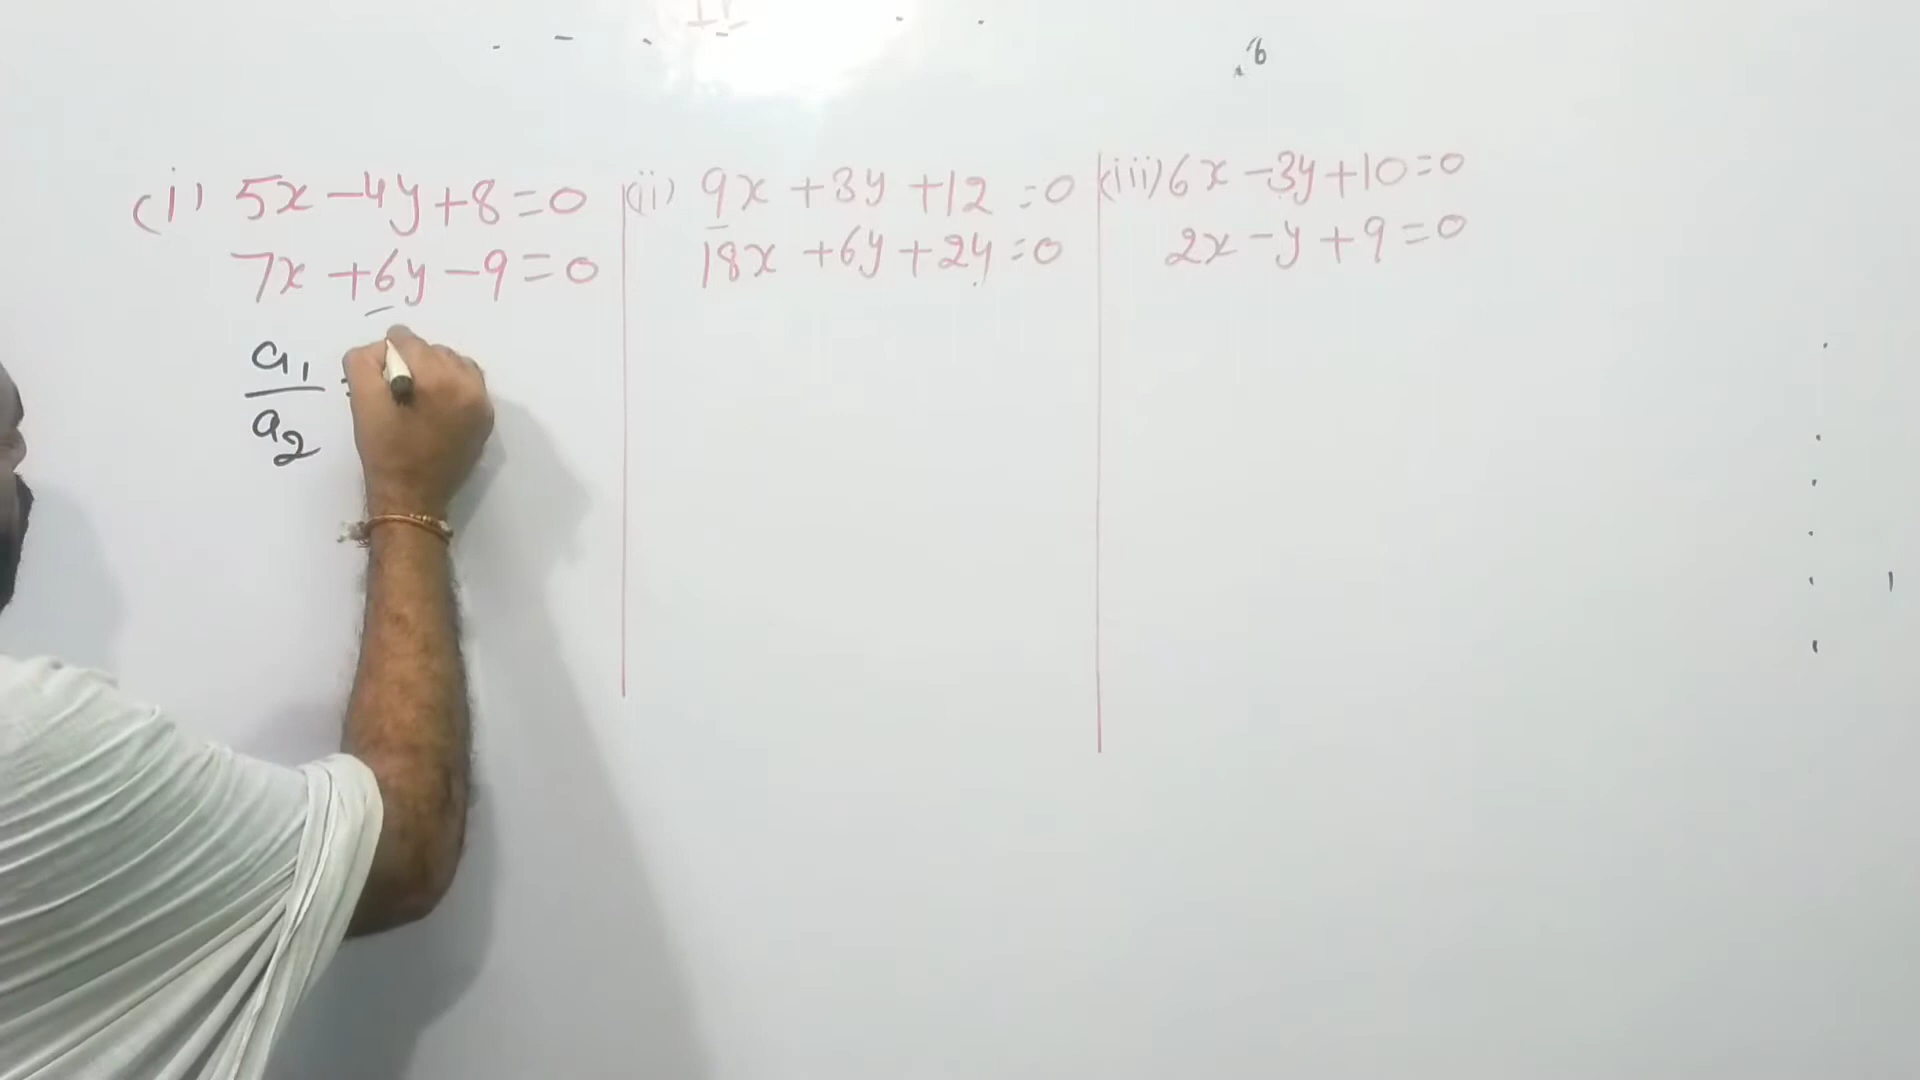 6
(i) 5x -4y +8=0
7x +6y -9=0
a1/a2 =
(ii) 9x +3y +12 =0
18x +6y +24 =0
(iii) 6x -3y +10=0
2x -y +9=0